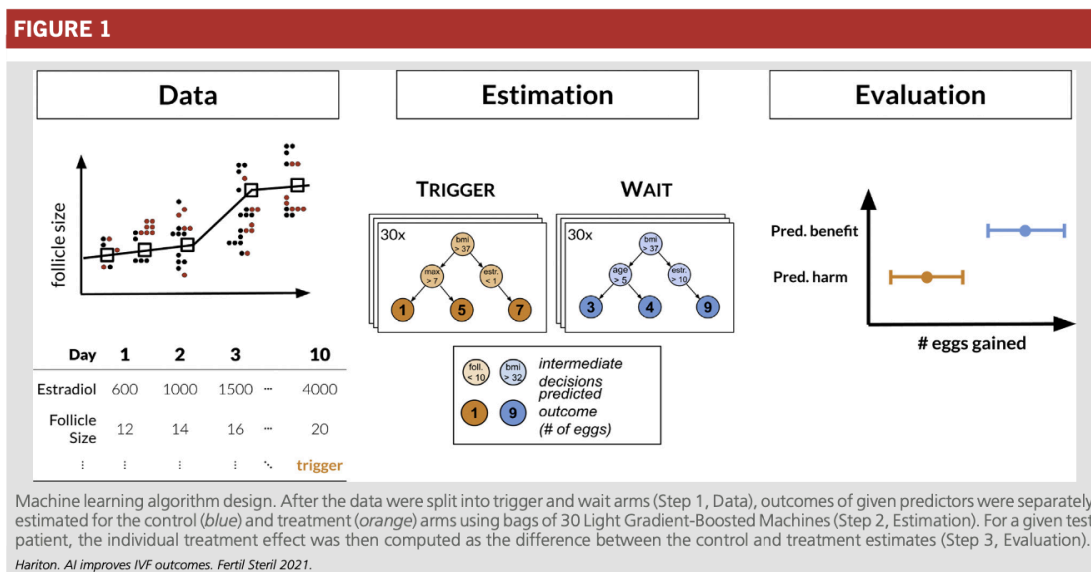 FIGURE 1
Data
Estimation
Evaluation
follicle size
Day 1 2 3 10
Estradiol 600 1000 1500 ... 4000
Follicle
Size 12 14 16 ... 20
⋮ ⋮ ⋮ ⋮ ⋱ trigger
TRIGGER
30x
bmi
> 37
max
> 7
estr.
< 1
1 5 7
WAIT
30x
bmi
> 37
age
> 5
estr.
> 10
3 4 9
foll.
< 10
bmi
> 32
intermediate
decisions
1 9
predicted
outcome
(# of eggs)
Pred. benefit
Pred. harm
# eggs gained
Machine learning algorithm design. After the data were split into trigger and wait arms (Step 1, Data), outcomes of given predictors were separately
estimated for the control (blue) and treatment (orange) arms using bags of 30 Light Gradient-Boosted Machines (Step 2, Estimation). For a given test
patient, the individual treatment effect was then computed as the difference between the control and treatment estimates (Step 3, Evaluation).
Hariton. AI improves IVF outcomes. Fertil Steril 2021.